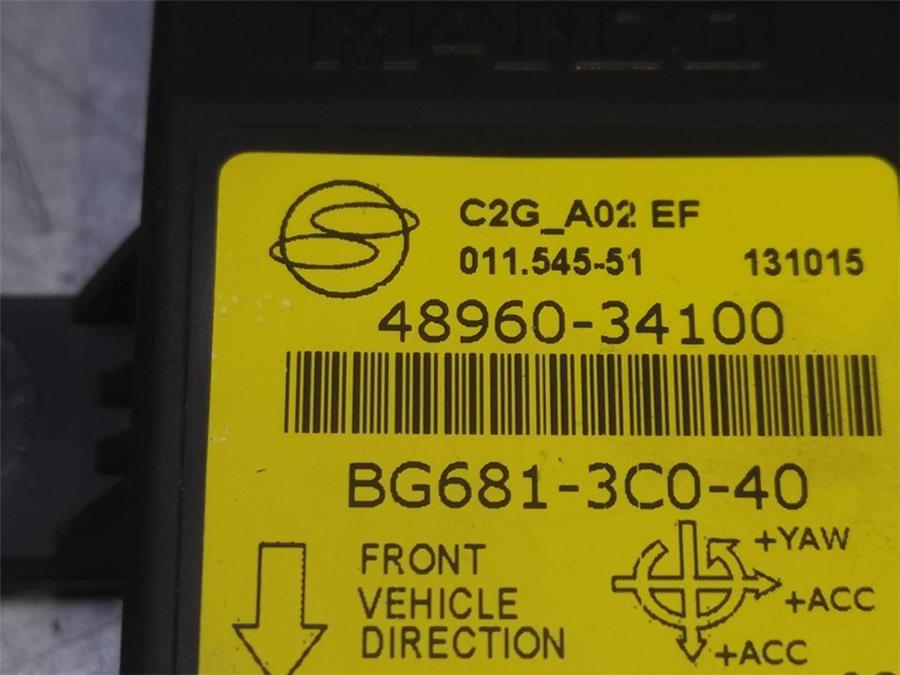 MANDO
C2G_A02 EF
011.545-51 131015
48960-34100
BG681-3C0-40
FRONT
VEHICLE
DIRECTION
+YAW
+ACC
+ACC